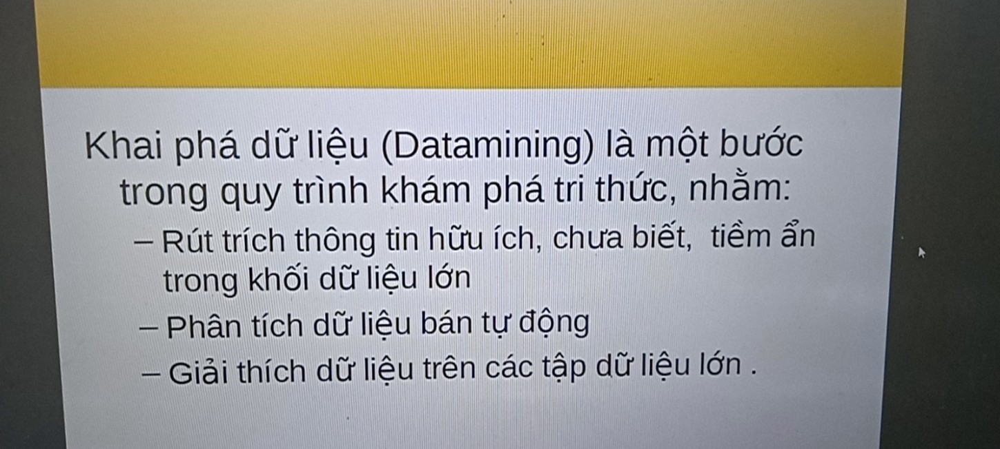 Khai phá dữ liệu (Datamining) là một bước
trong quy trình khám phá tri thức, nhằm:
– Rút trích thông tin hữu ích, chưa biết, tiềm ẩn
trong khối dữ liệu lớn
– Phân tích dữ liệu bán tự động
– Giải thích dữ liệu trên các tập dữ liệu lớn .